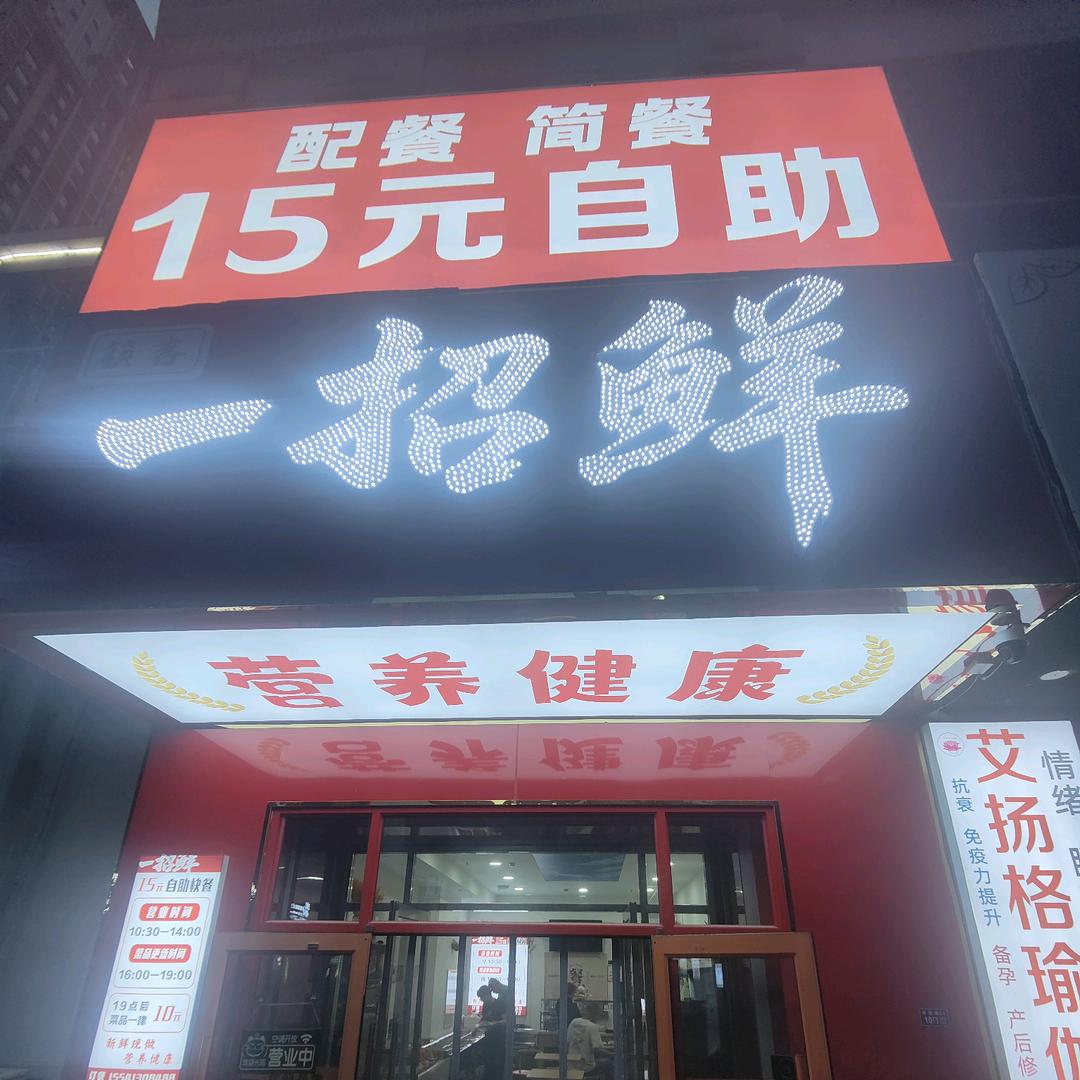 配餐 简餐
15元自助
一招鲜
营养健康
一招鲜
15元自助快餐
营业时间
10:30—14:00
菜品更新时间
16:00—19:00
19点后
菜品一律
10元
新鲜现做
营养健康
空调开放
营业中
艾扬格瑜伽
情绪
抗衰 免疫力提升
备孕 产后修